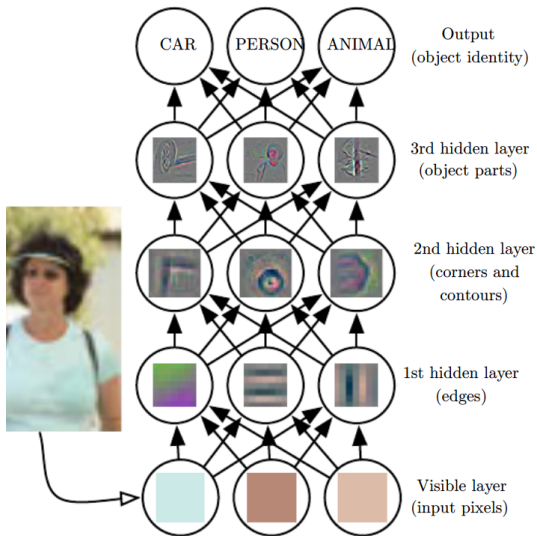 CAR PERSON ANIMAL
Output
(object identity)
3rd hidden layer
(object parts)
2nd hidden layer
(corners and
contours)
1st hidden layer
(edges)
Visible layer
(input pixels)